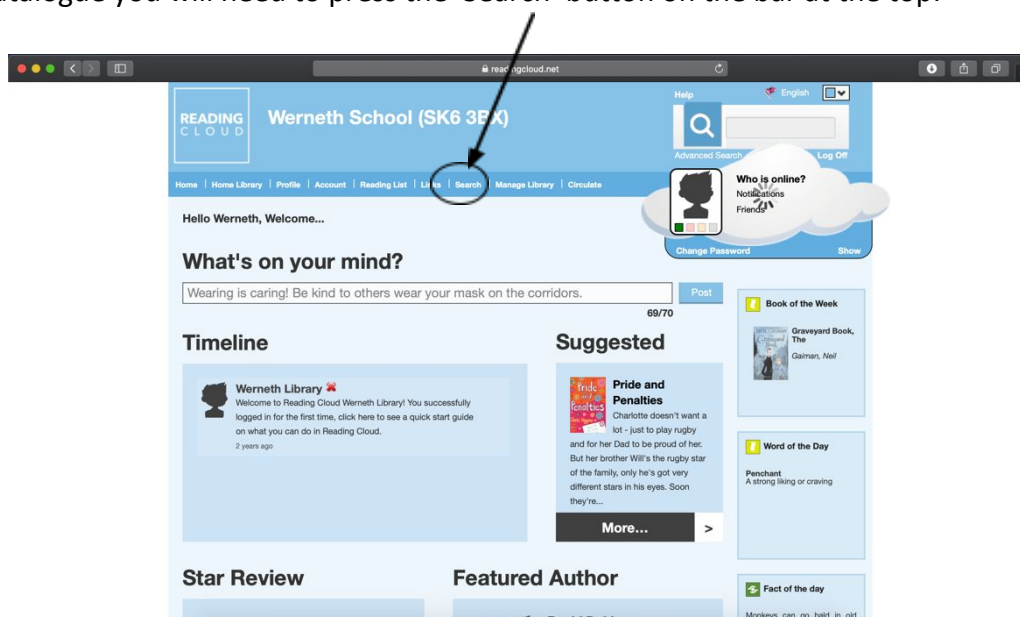 catalogue you will need to press the 'Search' button on the bar at the top.
readingcloud.net
READING
CLOUD
Werneth School (SK6 3BX)
Help
English
Advanced Search
Log Off
Home | Home Library | Profile | Account | Reading List | Links | Search | Manage Library | Circulate
Who is online?
Notifications
Friends
Change Password
Show
Hello Werneth, Welcome...
What's on your mind?
Wearing is caring! Be kind to others wear your mask on the corridors.
Post
69/70
Timeline
Werneth Library
Welcome to Reading Cloud Werneth Library! You successfully
logged in for the first time, click here to see a quick start guide
on what you can do in Reading Cloud.
2 years ago
Suggested
Pride and Penalties
Pride and
Penalties
Charlotte doesn't want a
lot - just to play rugby
and for her Dad to be proud of her.
But her brother Will's the rugby star
of the family, only he's got very
different stars in his eyes. Soon
they're...
More...
>
Book of the Week
Graveyard Book,
The
Gaiman, Neil
Word of the Day
Penchant
A strong liking or craving
Star Review
Featured Author
Fact of the day
Monkeys can go bald in old